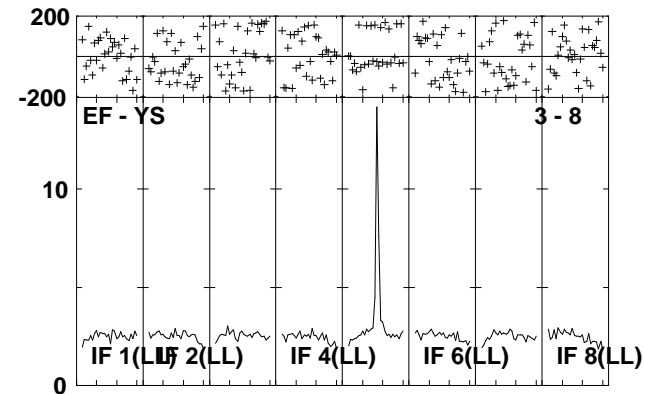 200
-200
EF - YS 3 - 8
10
IF 1(LL) IF 2(LL) IF 4(LL) IF 6(LL) IF 8(LL)
0